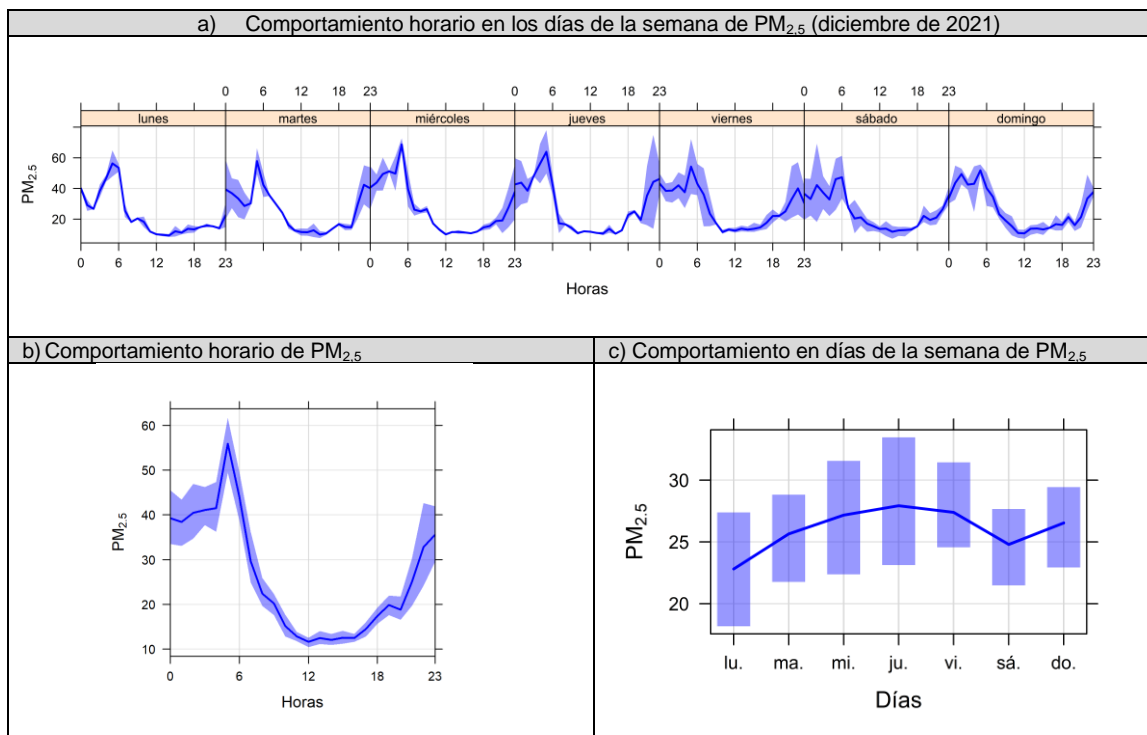 a) Comportamiento horario en los días de la semana de PM2,5 (diciembre de 2021)
0 6 12 18 23 0 6 12 18 23 0 6 12 18 23
lunes martes miércoles jueves viernes sábado domingo
PM2.5
60
40
20
0 6 12 18 23 0 6 12 18 23 0 6 12 18 23 0 6 12 18 23
Horas
b) Comportamiento horario de PM2,5
PM2.5
60
50
40
30
20
10
0 6 12 18 23
Horas
c) Comportamiento en días de la semana de PM2,5
PM2.5
30
25
20
lu. ma. mi. ju. vi. sá. do.
Días